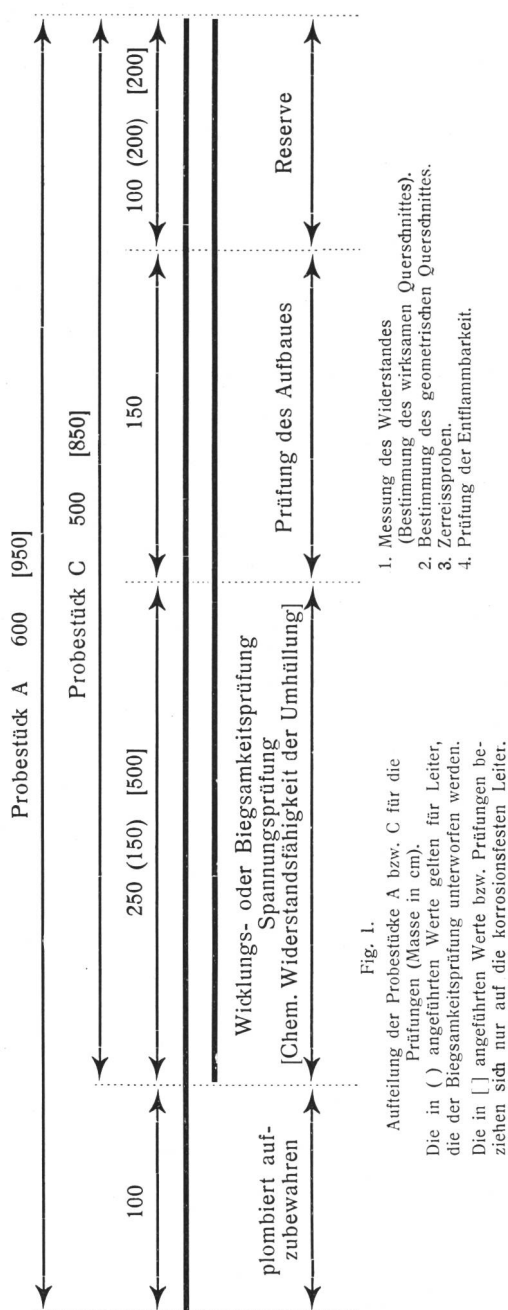 Probestück A 600 [950]
Probestück C 500 [850]
100
250 (150) [500]
150
100 (200) [200]
plombiert auf-
zubewahren
Wicklungs- oder Biegsamkeitsprüfung
Spannungsprüfung
[Chem. Widerstandsfähigkeit der Umhüllung]
Prüfung des Aufbaues
Reserve
Fig. 1.
Aufteilung der Probestücke A bzw. C für die
Prüfungen (Masse in cm).
Die in ( ) angeführten Werte gelten für Leiter,
die der Biegsamkeitsprüfung unterworfen werden.
Die in [ ] angeführten Werte bzw. Prüfungen be-
ziehen sich nur auf die korrosionsfesten Leiter.
1. Messung des Widerstandes
(Bestimmung des wirksamen Querschnittes).
2. Bestimmung des geometrischen Querschnittes.
3. Zerreissproben.
4. Prüfung der Entflammbarkeit.